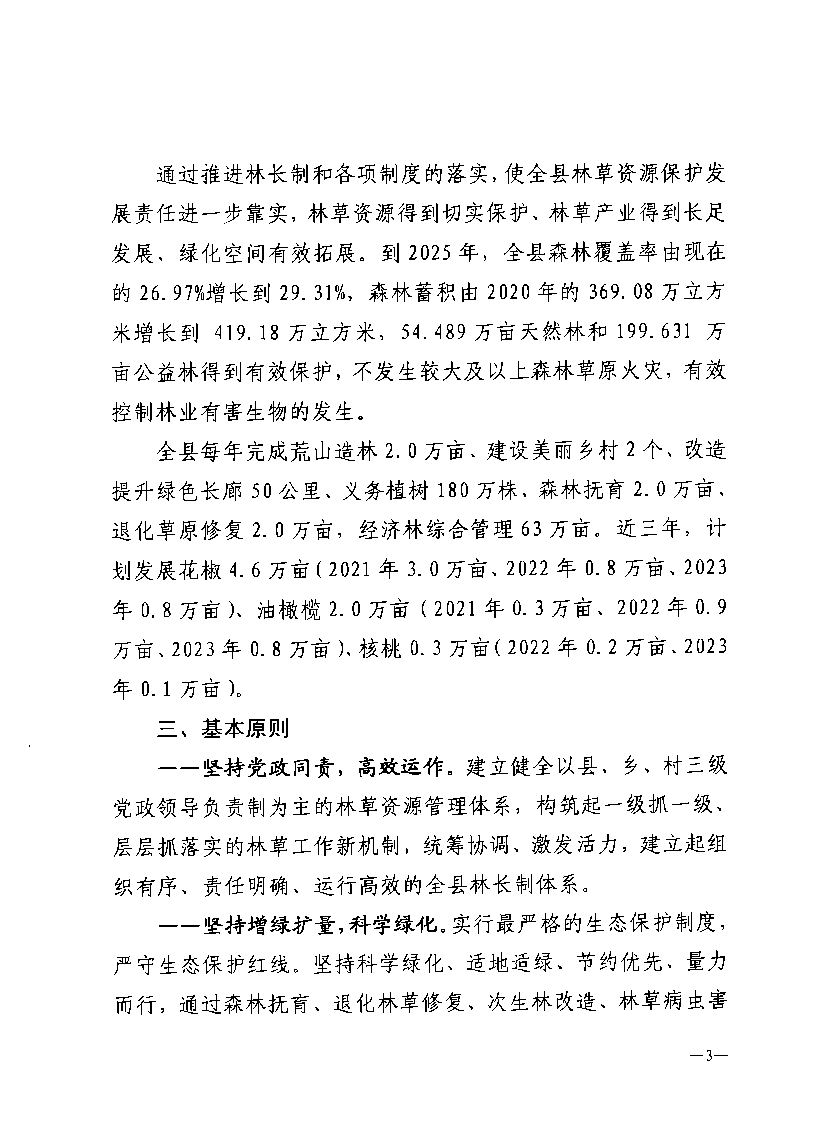 通过推进林长制和各项制度的落实，使全县林草资源保护发
展责任进一步靠实，林草资源得到切实保护、林草产业得到长足
发展、绿化空间有效拓展。到 2025 年，全县森林覆盖率由现在
的 26.97%增长到 29.31%，森林蓄积由 2020 年的 369.08 万立方
米增长到 419.18 万立方米，54.489 万亩天然林和 199.631 万
亩公益林得到有效保护，不发生较大及以上森林草原火灾，有效
控制林业有害生物的发生。
全县每年完成荒山造林 2.0 万亩、建设美丽乡村 2 个、改造
提升绿色长廊 50 公里、义务植树 180 万株，森林抚育 2.0 万亩、
退化草原修复 2.0 万亩，经济林综合管理 63 万亩。近三年，计
划发展花椒 4.6 万亩（2021 年 3.0 万亩、2022 年 0.8 万亩、2023
年 0.8 万亩）、油橄榄 2.0 万亩（2021 年 0.3 万亩、2022 年 0.9
万亩、2023 年 0.8 万亩）、核桃 0.3 万亩（2022 年 0.2 万亩、2023
年 0.1 万亩）。
三、基本原则
——坚持党政同责，高效运作。建立健全以县、乡、村三级
党政领导负责制为主的林草资源管理体系，构筑起一级抓一级、
层层抓落实的林草工作新机制，统筹协调、激发活力，建立起组
织有序、责任明确、运行高效的全县林长制体系。
——坚持增绿扩量，科学绿化。实行最严格的生态保护制度，
严守生态保护红线。坚持科学绿化、适地适绿、节约优先、量力
而行，通过森林抚育、退化林草修复、次生林改造、林草病虫害
—3—